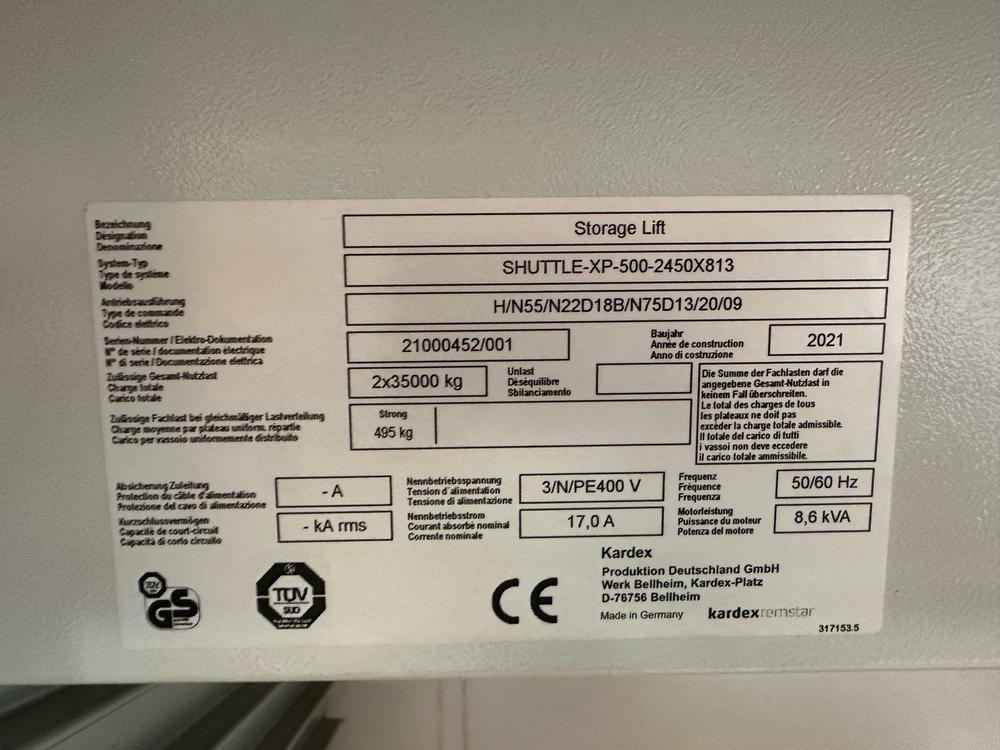 Bezeichnung
Désignation
Denominazione
Storage Lift
System-Typ
Type de système
Modello
SHUTTLE-XP-500-2450X813
Antriebsausführung
Type de commande
Codice elettrico
H/N55/N22D18B/N75D13/20/09
Serien-Nummer / Elektro-Dokumentation
N° de série / documentation électrique
N° di serie / Documentazione elettrica
21000452/001
Baujahr
Année de construction
Anno di costruzione
2021
Zulässige Gesamt-Nutzlast
Charge totale
Carico totale
2x35000 kg
Unlast
Déséquilibre
Sbilanciamento
Die Summe der Fachlasten darf die
angegebene Gesamt-Nutzlast in
keinem Fall überschreiten.
Le total des charges de tous
les plateaux ne doit pas
excéder la charge totale admissible.
Il totale del carico di tutti
i vassoi non deve eccedere
il carico totale ammissibile.
Zulässige Fachlast bei gleichmäßiger Lastverteilung
Charge moyenne par plateau uniform. répartie
Carico per vassoio uniformemente distribuito
Strong
495 kg
Absicherung Zuleitung
Protection du câble d'alimentation
Protezione del cavo di alimentazione
- A
Nennbetriebsspannung
Tension d'alimentation
Tensione di alimentazione
3/N/PE400 V
Frequenz
Fréquence
Frequenza
50/60 Hz
Kurzschlussvermögen
Capacité de court-circuit
Capacità di corto circuito
- kA rms
Nennbetriebsstrom
Courant absorbé nominal
Corrente nominale
17,0 A
Motorleistung
Puissance du moteur
Potenza del motore
8,6 kVA
TÜV
GS
TÜV
SÜD
CE
Kardex
Produktion Deutschland GmbH
Werk Bellheim, Kardex-Platz
D-76756 Bellheim
Made in Germany
kardexremstar
317153.5